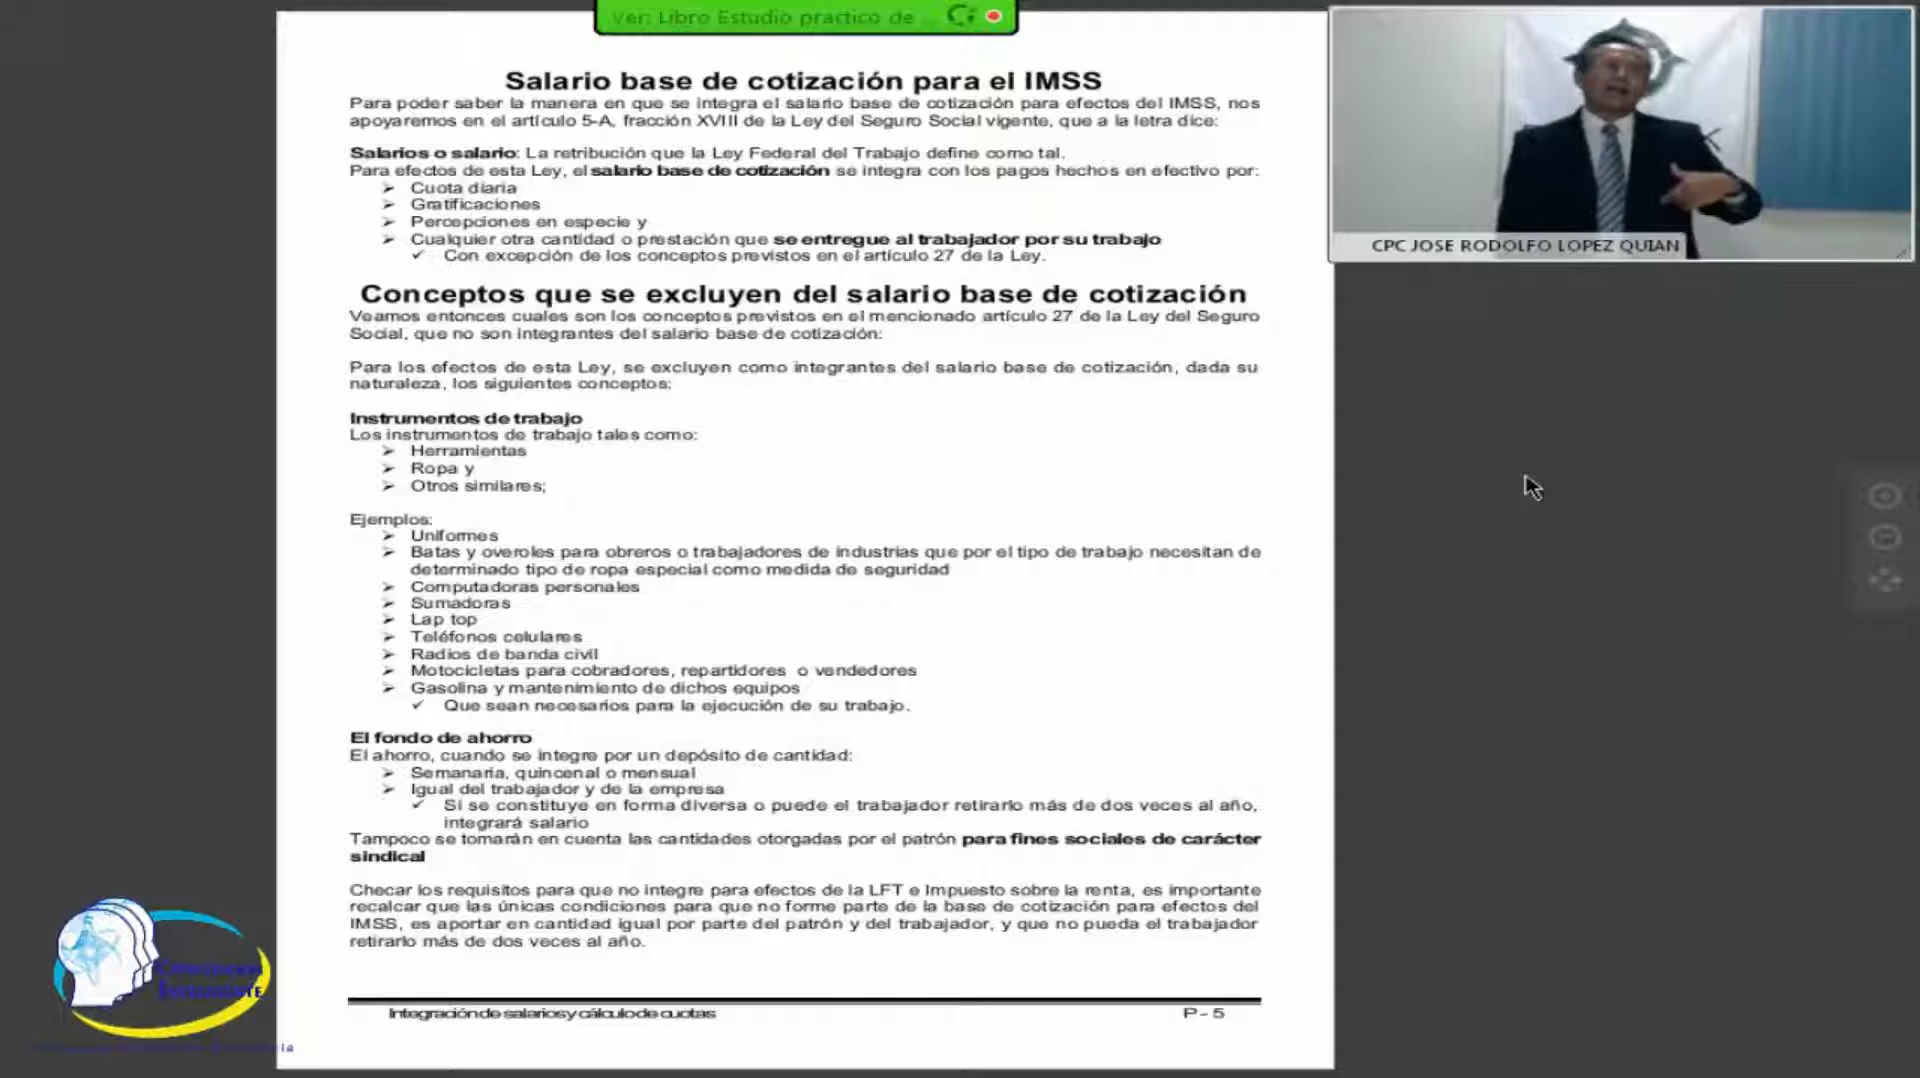 Ver: Libro Estudio practico de ...
Salario base de cotización para el IMSS
Para poder saber la manera en que se integra el salario base de cotización para efectos del IMSS, nos
apoyaremos en el artículo 5-A, fracción XVIII de la Ley del Seguro Social vigente, que a la letra dice:
Salarios o salario: La retribución que la Ley Federal del Trabajo define como tal.
Para efectos de esta Ley, el salario base de cotización se integra con los pagos hechos en efectivo por:
➢ Cuota diaria
➢ Gratificaciones
➢ Percepciones en especie y
➢ Cualquier otra cantidad o prestación que se entregue al trabajador por su trabajo
✓ Con excepción de los conceptos previstos en el artículo 27 de la Ley.
CPC JOSE RODOLFO LOPEZ QUIAN
Conceptos que se excluyen del salario base de cotización
Veamos entonces cuales son los conceptos previstos en el mencionado artículo 27 de la Ley del Seguro
Social, que no son integrantes del salario base de cotización:
Para los efectos de esta Ley, se excluyen como integrantes del salario base de cotización, dada su
naturaleza, los siguientes conceptos:
Instrumentos de trabajo
Los instrumentos de trabajo tales como:
➢ Herramientas
➢ Ropa y
➢ Otros similares;
Ejemplos:
➢ Uniformes
➢ Batas y overoles para obreros o trabajadores de industrias que por el tipo de trabajo necesitan de
determinado tipo de ropa especial como medida de seguridad
➢ Computadoras personales
➢ Sumadoras
➢ Lap top
➢ Teléfonos celulares
➢ Radios de banda civil
➢ Motocicletas para cobradores, repartidores o vendedores
➢ Gasolina y mantenimiento de dichos equipos
✓ Que sean necesarios para la ejecución de su trabajo.
El fondo de ahorro
El ahorro, cuando se integre por un depósito de cantidad:
➢ Semanaria, quincenal o mensual
➢ Igual del trabajador y de la empresa
✓ Si se constituye en forma diversa o puede el trabajador retirarlo más de dos veces al año,
integrará salario
Tampoco se tomarán en cuenta las cantidades otorgadas por el patrón para fines sociales de carácter
sindical
Checar los requisitos para que no integre para efectos de la LFT e Impuesto sobre la renta, es importante
recalcar que las únicas condiciones para que no forme parte de la base de cotización para efectos del
IMSS, es aportar en cantidad igual por parte del patrón y del trabajador, y que no pueda el trabajador
retirarlo más de dos veces al año.
Integración de salarios y cálculo de cuotas
P - 5